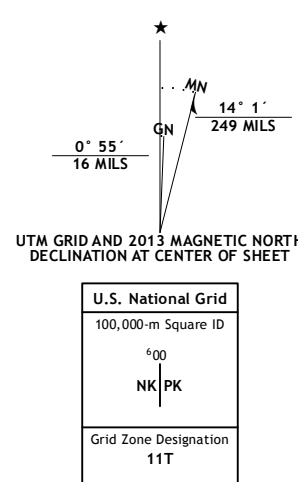 ★
MN
GN
14° 1´
249 MILS
0° 55´
16 MILS
UTM GRID AND 2013 MAGNETIC NORTH
DECLINATION AT CENTER OF SHEET
U.S. National Grid
100,000-m Square ID
⁶00
NK PK
Grid Zone Designation
11T